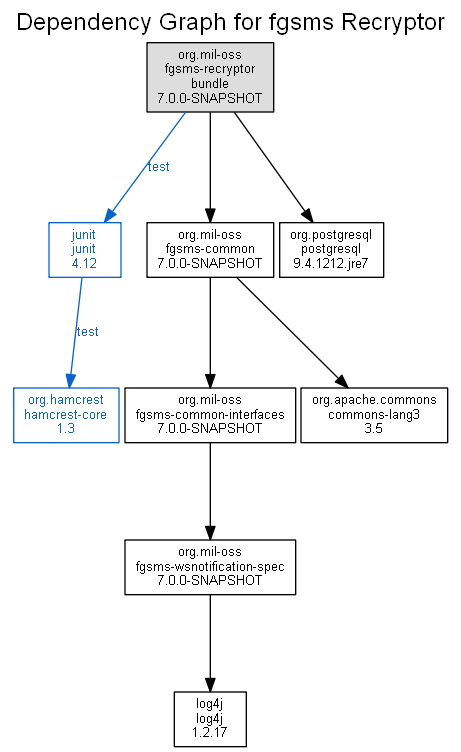 Dependency Graph for fgsms Recryptor
org.mil-oss
fgsms-recryptor
bundle
7.0.0-SNAPSHOT
test
junit
junit
4.12
org.mil-oss
fgsms-common
7.0.0-SNAPSHOT
org.postgresql
postgresql
9.4.1212.jre7
test
org.hamcrest
hamcrest-core
1.3
org.mil-oss
fgsms-common-interfaces
7.0.0-SNAPSHOT
org.apache.commons
commons-lang3
3.5
org.mil-oss
fgsms-wsnotification-spec
7.0.0-SNAPSHOT
log4j
log4j
1.2.17